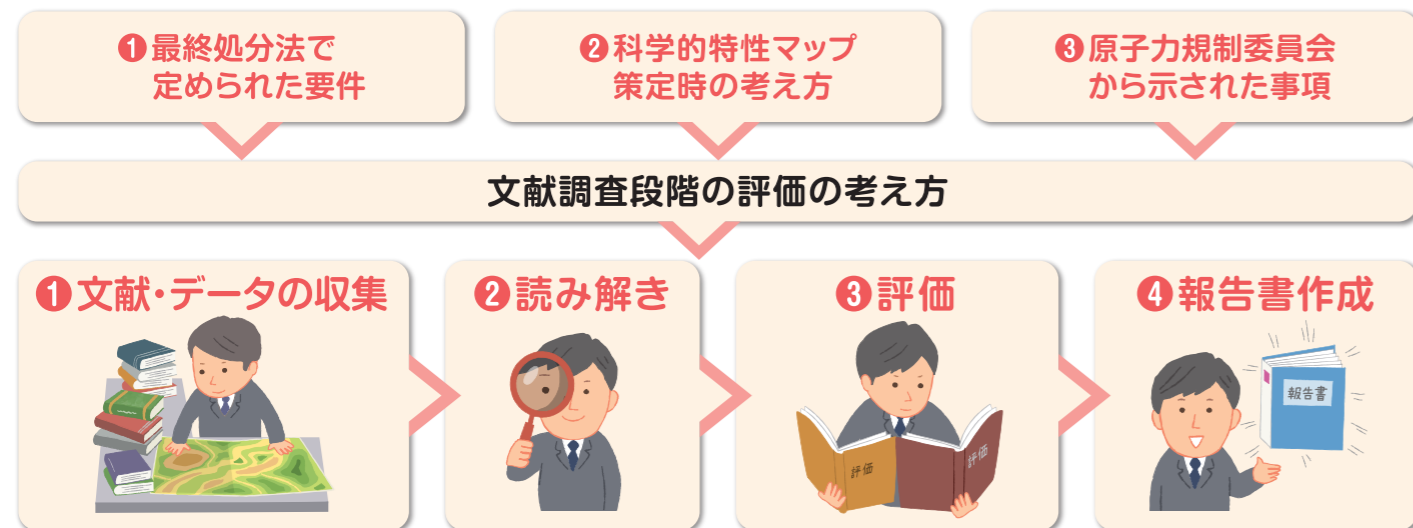 ❶最終処分法で
定められた要件
❷科学的特性マップ
策定時の考え方
❸原子力規制委員会
から示された事項
文献調査段階の評価の考え方
❶文献・データの収集
❷読み解き
❸評価
評価
評価
❹報告書作成
報告書